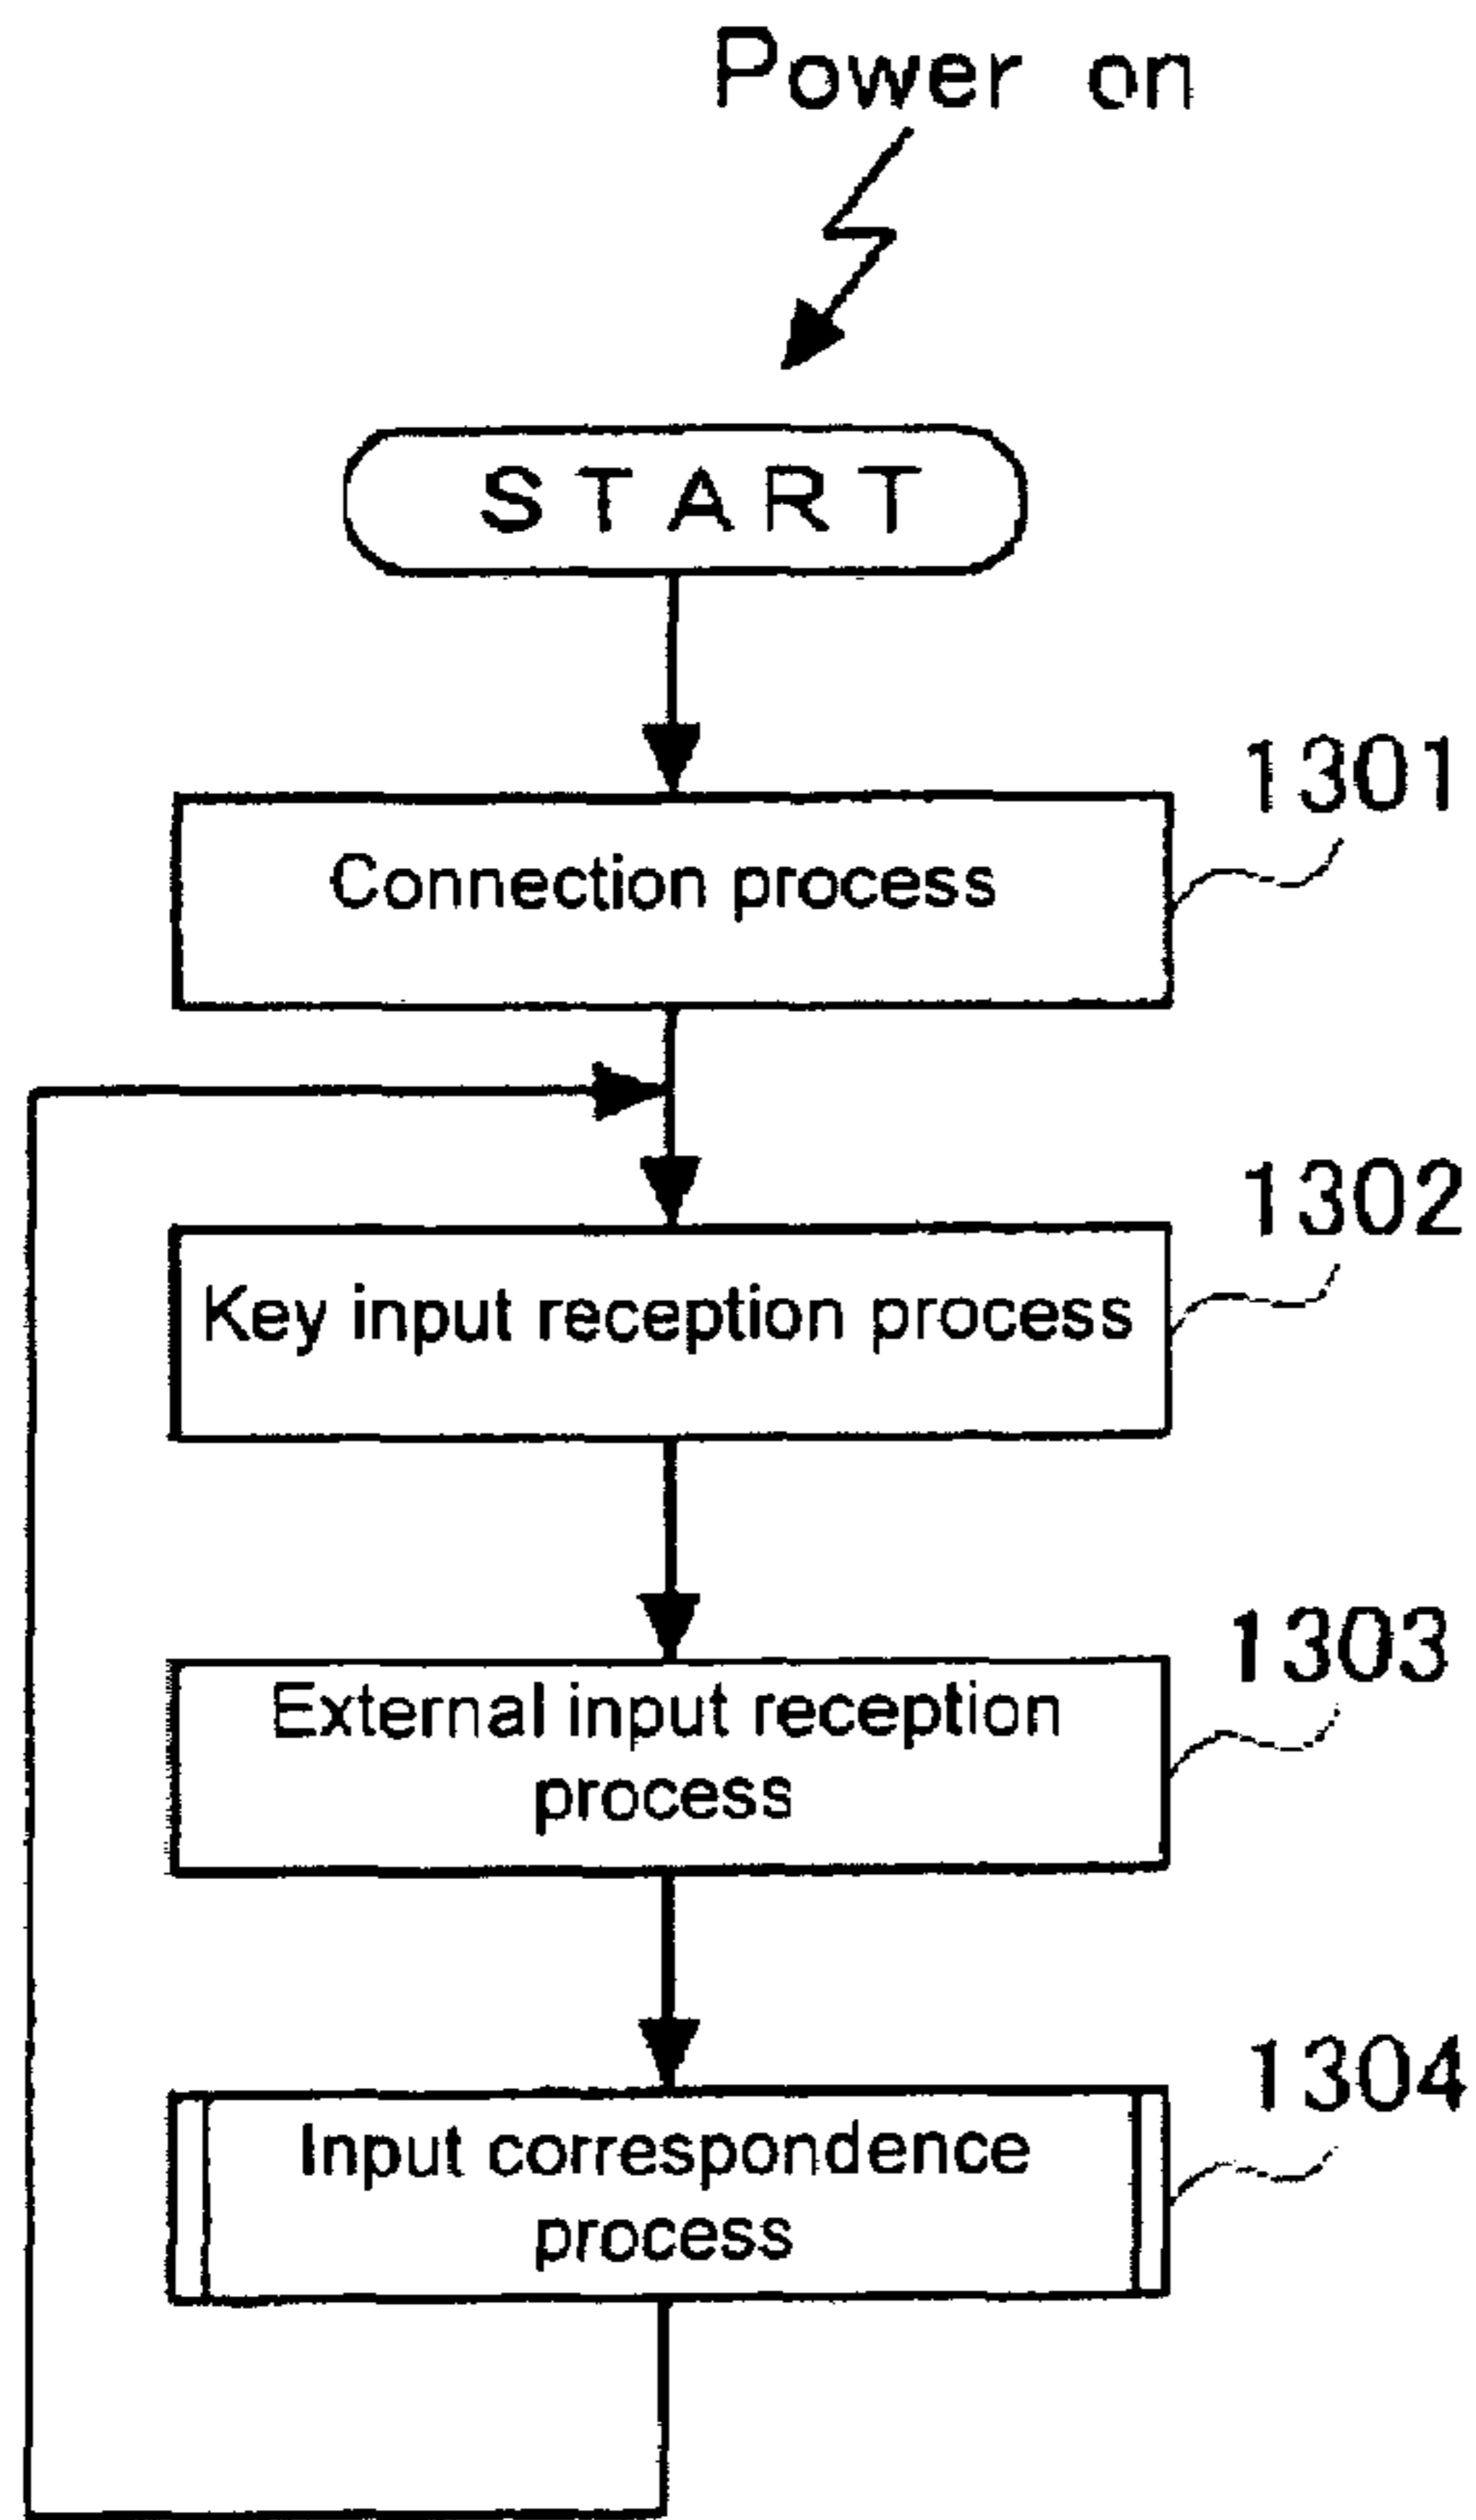 Power on
START
1301
Connection process
1302
Key input reception process
1303
External input reception
process
1304
Input correspondence
process